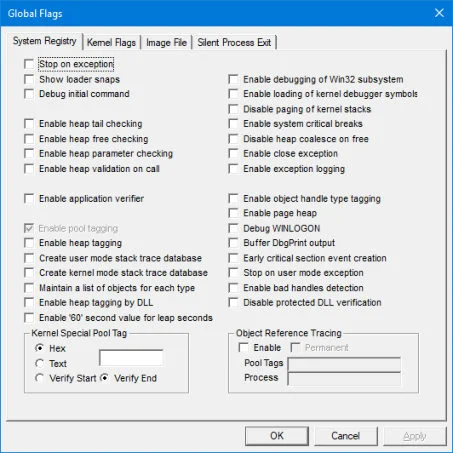 Global Flags
System Registry Kernel Flags Image File Silent Process Exit
Stop on exception
Show loader snaps
Debug initial command
Enable heap tail checking
Enable heap free checking
Enable heap parameter checking
Enable heap validation on call
Enable application verifier
Enable pool tagging
Enable heap tagging
Create user mode stack trace database
Create kernel mode stack trace database
Maintain a list of objects for each type
Enable heap tagging by DLL
Enable '60' second value for leap seconds
Enable debugging of Win32 subsystem
Enable loading of kernel debugger symbols
Disable paging of kernel stacks
Enable system critical breaks
Disable heap coalesce on free
Enable close exception
Enable exception logging
Enable object handle type tagging
Enable page heap
Debug WINLOGON
Buffer DbgPrint output
Early critical section event creation
Stop on user mode exception
Enable bad handles detection
Disable protected DLL verification
Kernel Special Pool Tag
Hex
Text
Verify Start Verify End
Object Reference Tracing
Enable Permanent
Pool Tags
Process
OK Cancel Apply